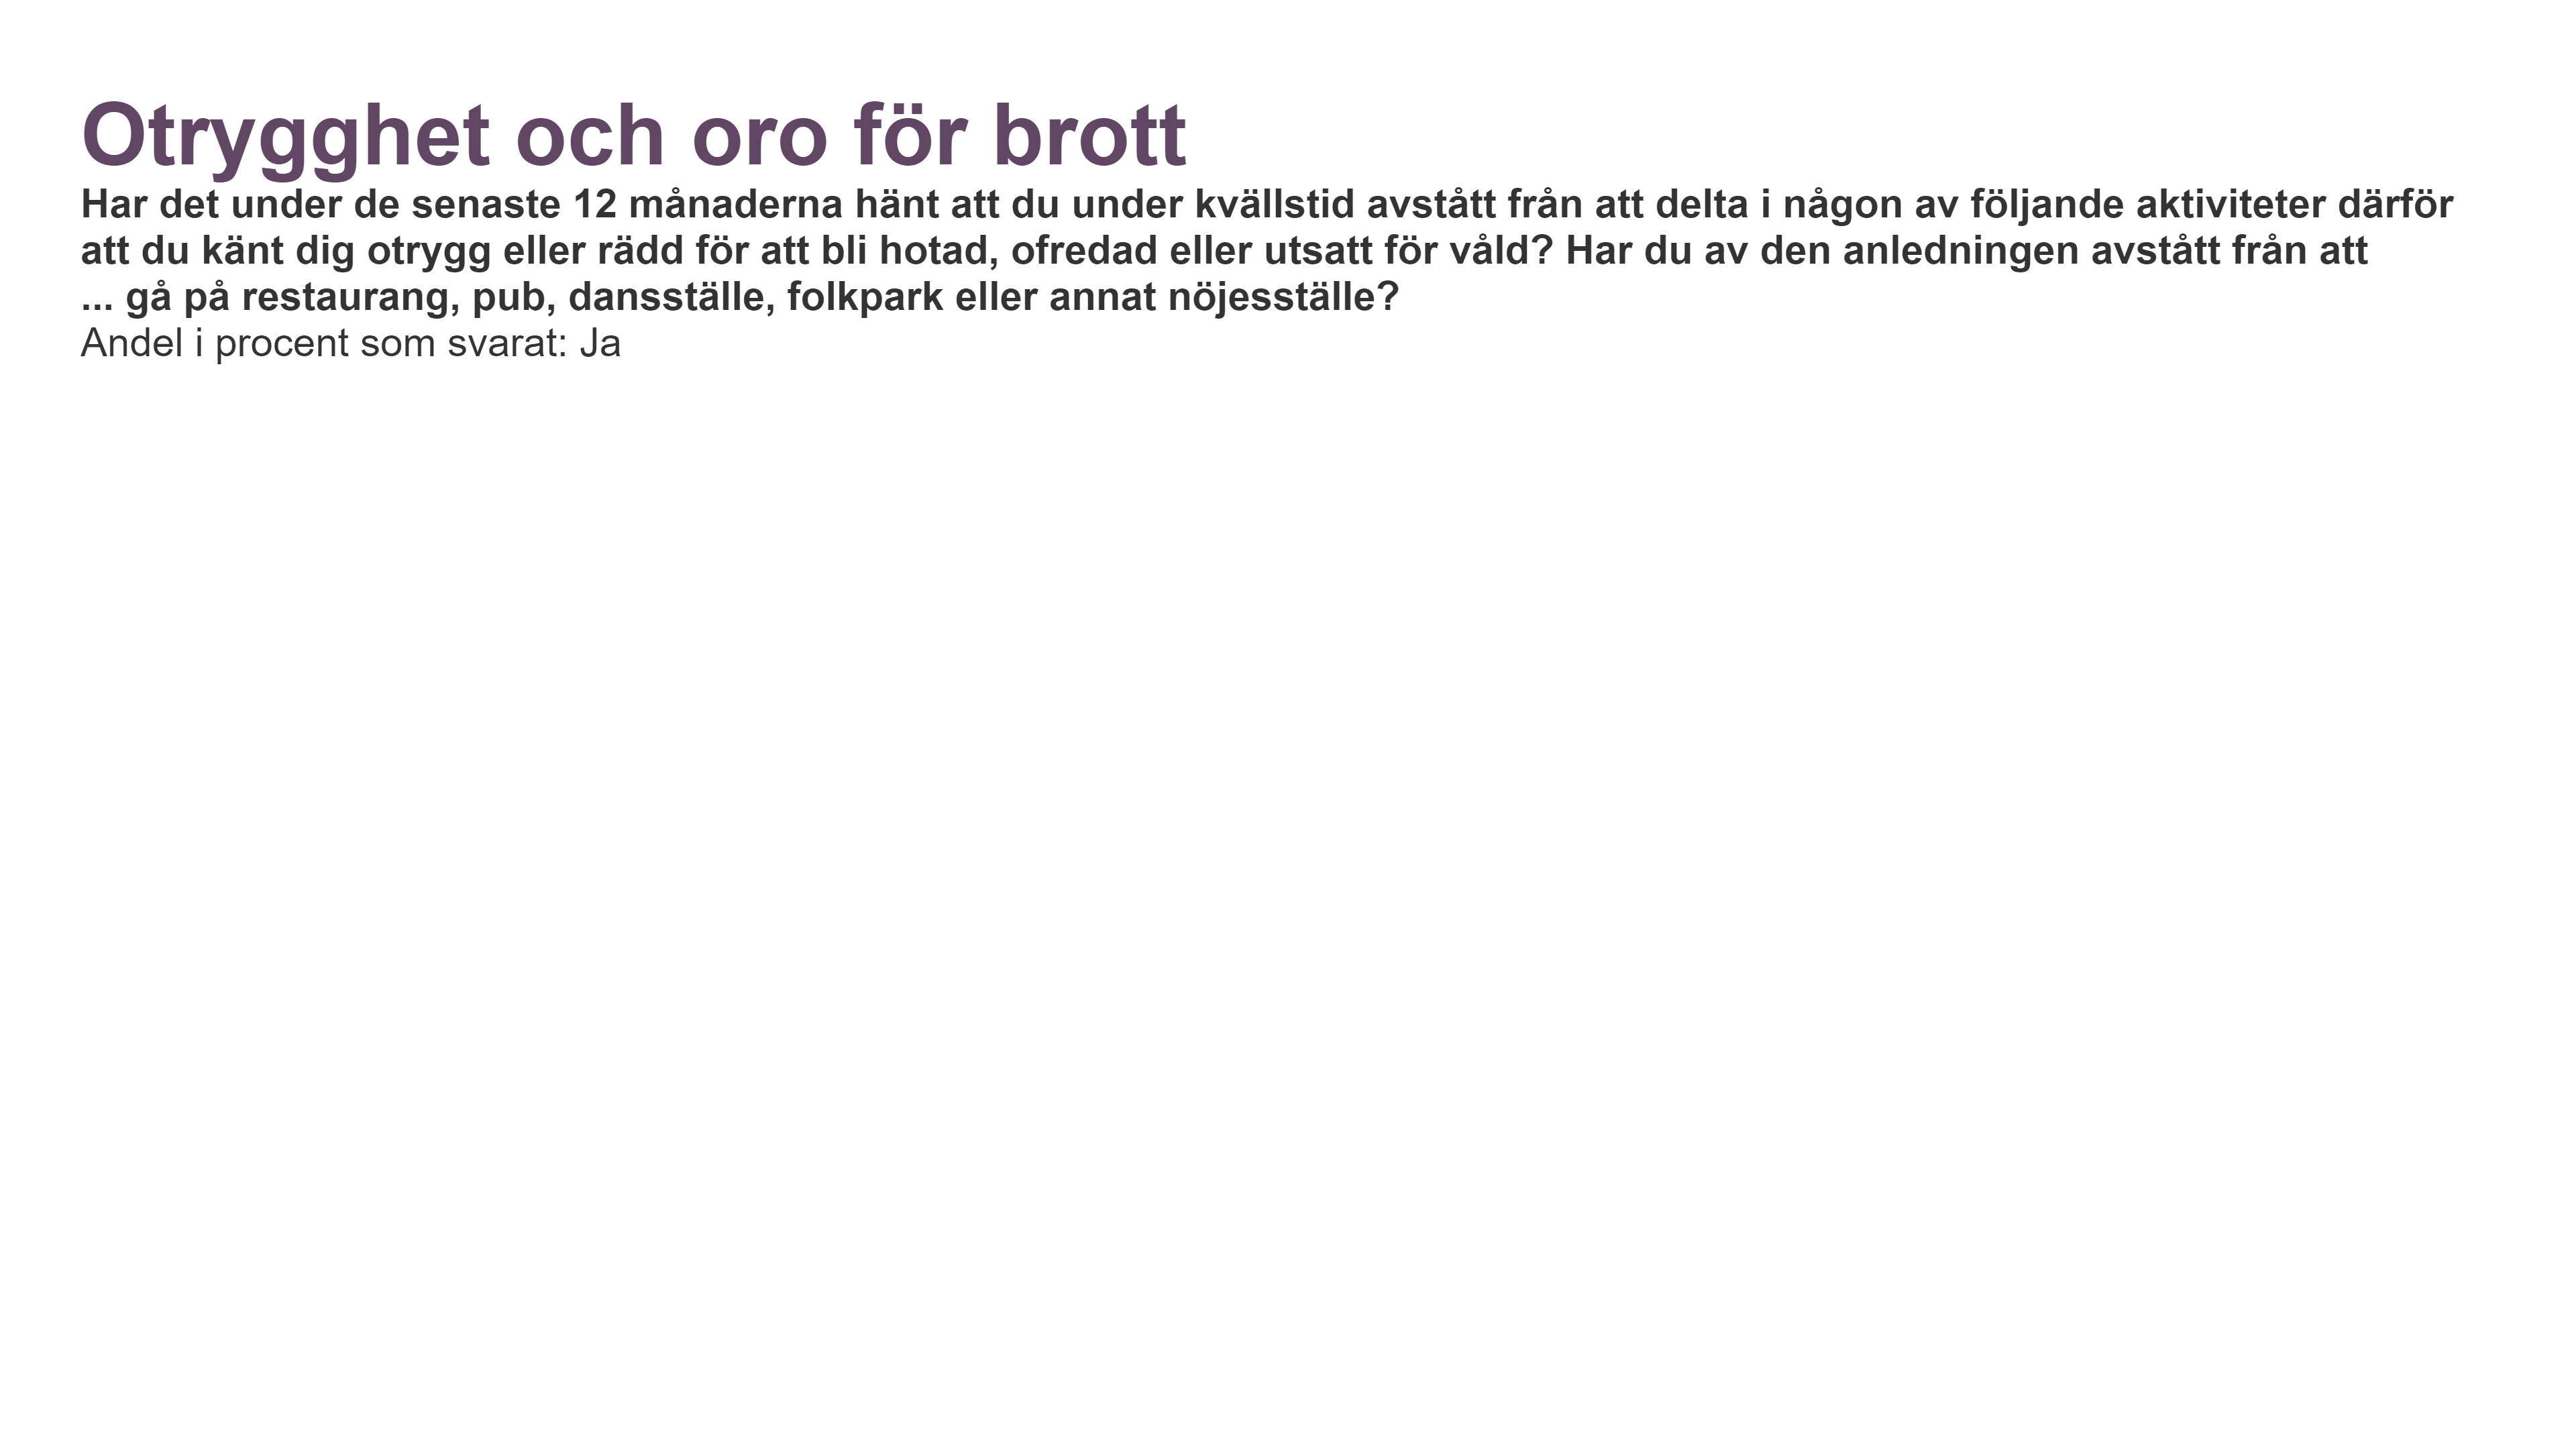 Otrygghet och oro för brott
Har det under de senaste 12 månaderna hänt att du under kvällstid avstått från att delta i någon av följande aktiviteter därför
att du känt dig otrygg eller rädd för att bli hotad, ofredad eller utsatt för våld? Har du av den anledningen avstått från att
... gå på restaurang, pub, dansställe, folkpark eller annat nöjesställe?
Andel i procent som svarat: Ja